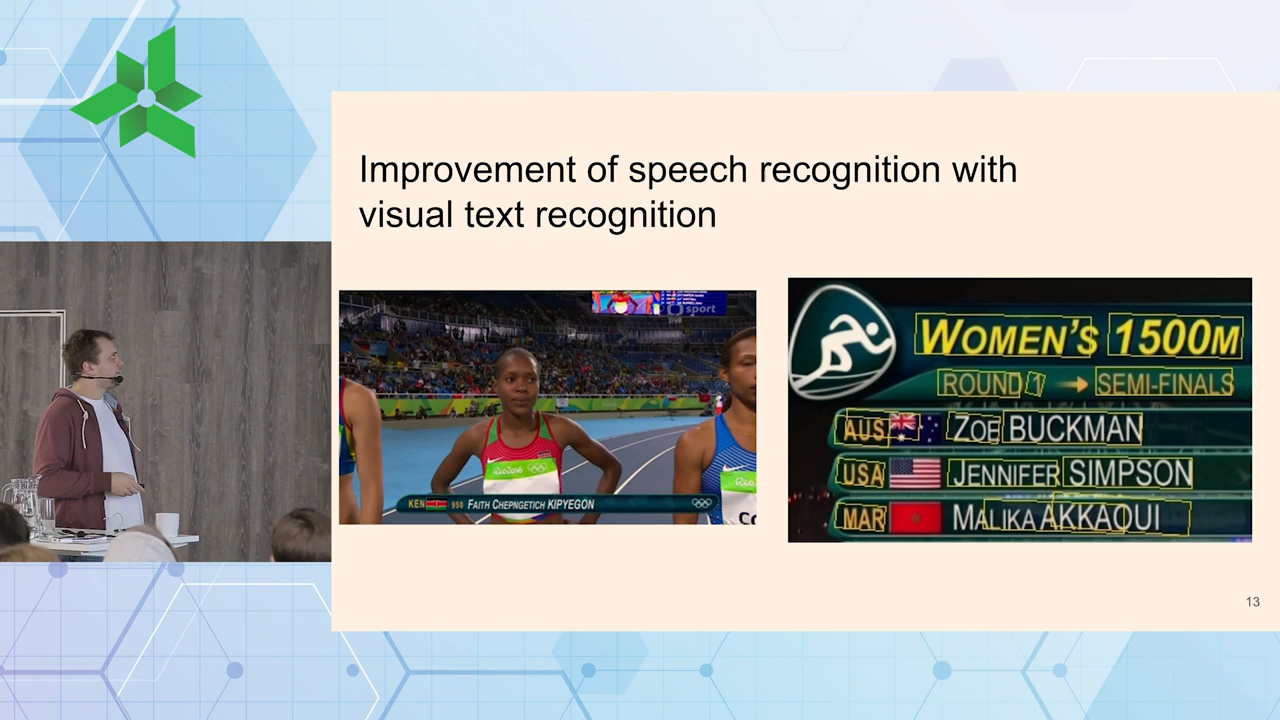 Improvement of speech recognition with
visual text recognition
sport
Rio2016
KEN 950 FAITH CHEPNGETICH KIPYEGON
WOMEN'S 1500M
ROUND 1 → SEMI-FINALS
AUS ZOE BUCKMAN
USA JENNIFER SIMPSON
MAR MALIKA AKKAOUI
13